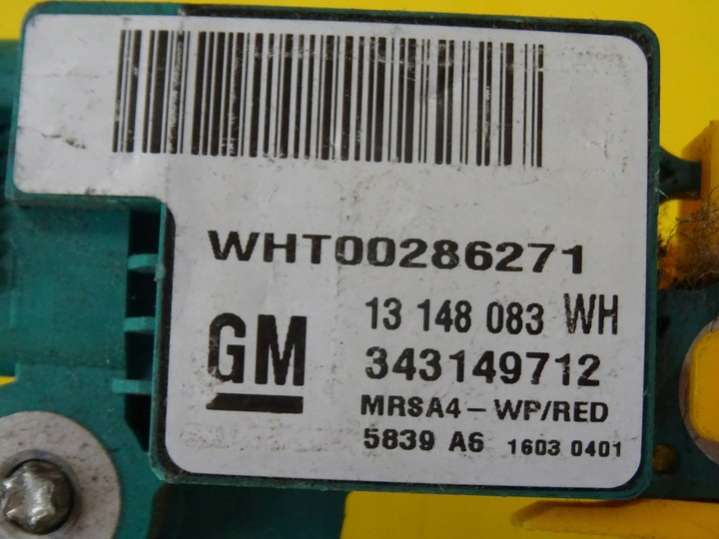 WHT00286271
13 148 083 WH
GM
343149712
MRSA4-WP/RED
5839 A6 1603 0401